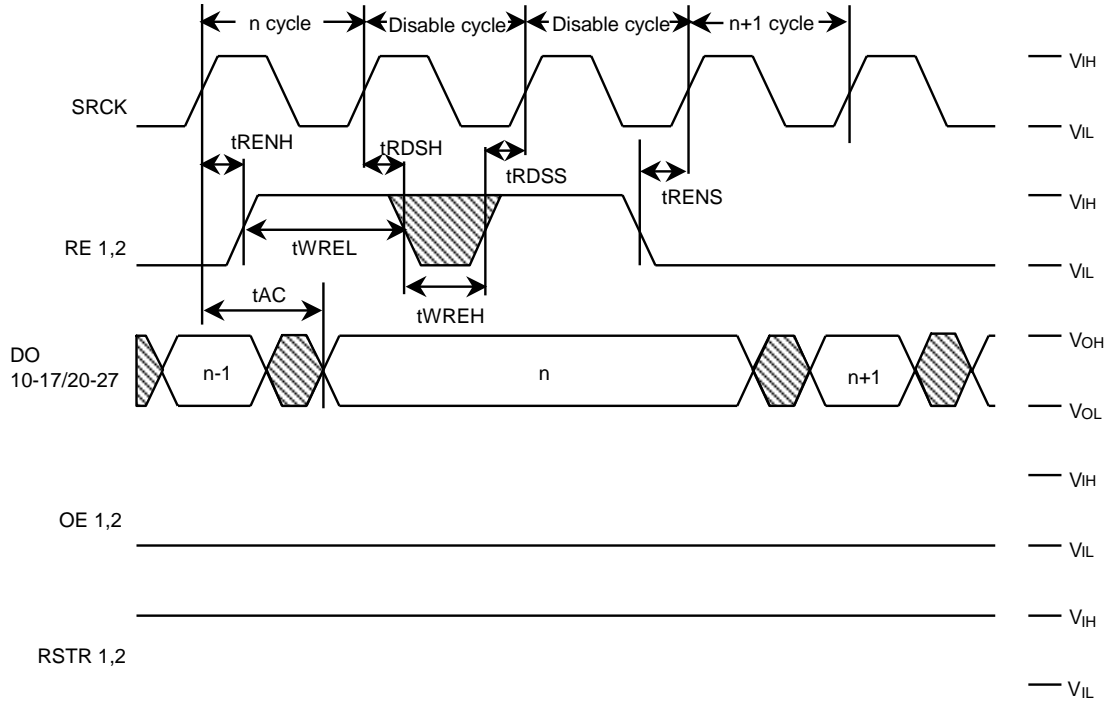 n cycle
Disable cycle
Disable cycle
n+1 cycle
SRCK
VIH
VIL
tRENH
tRDSH
tRDSS
tRENS
RE 1,2
VIH
VIL
tWREL
tWREH
tAC
DO
10-17/20-27
n-1
n
n+1
VOH
VOL
OE 1,2
VIH
VIL
RSTR 1,2
VIH
VIL